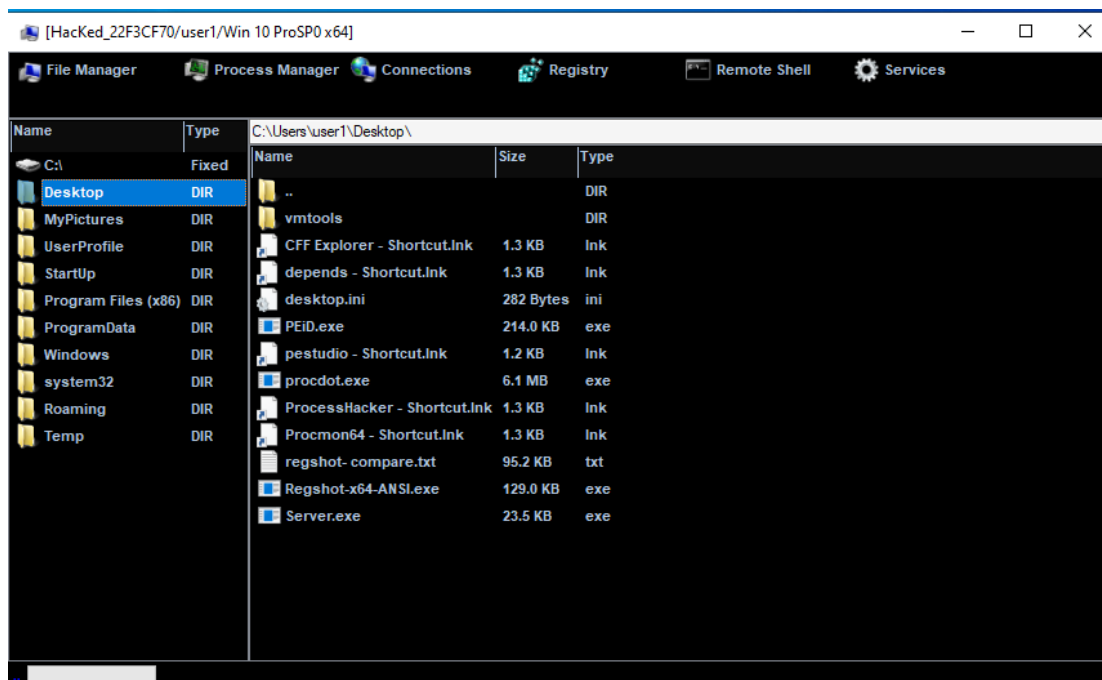 [HacKed_22F3CF70/user1/Win 10 ProSP0 x64]
File Manager Process Manager Connections Registry Remote Shell Services
Name Type C:\Users\user1\Desktop\
C:\ Fixed Name Size Type
Desktop DIR .. DIR
MyPictures DIR vmtools DIR
UserProfile DIR CFF Explorer - Shortcut.lnk 1.3 KB lnk
StartUp DIR depends - Shortcut.lnk 1.3 KB lnk
Program Files (x86) DIR desktop.ini 282 Bytes ini
ProgramData DIR PEiD.exe 214.0 KB exe
Windows DIR pestudio - Shortcut.lnk 1.2 KB lnk
system32 DIR procdot.exe 6.1 MB exe
Roaming DIR ProcessHacker - Shortcut.lnk 1.3 KB lnk
Temp DIR Procmon64 - Shortcut.lnk 1.3 KB lnk
regshot- compare.txt 95.2 KB txt
Regshot-x64-ANSI.exe 129.0 KB exe
Server.exe 23.5 KB exe